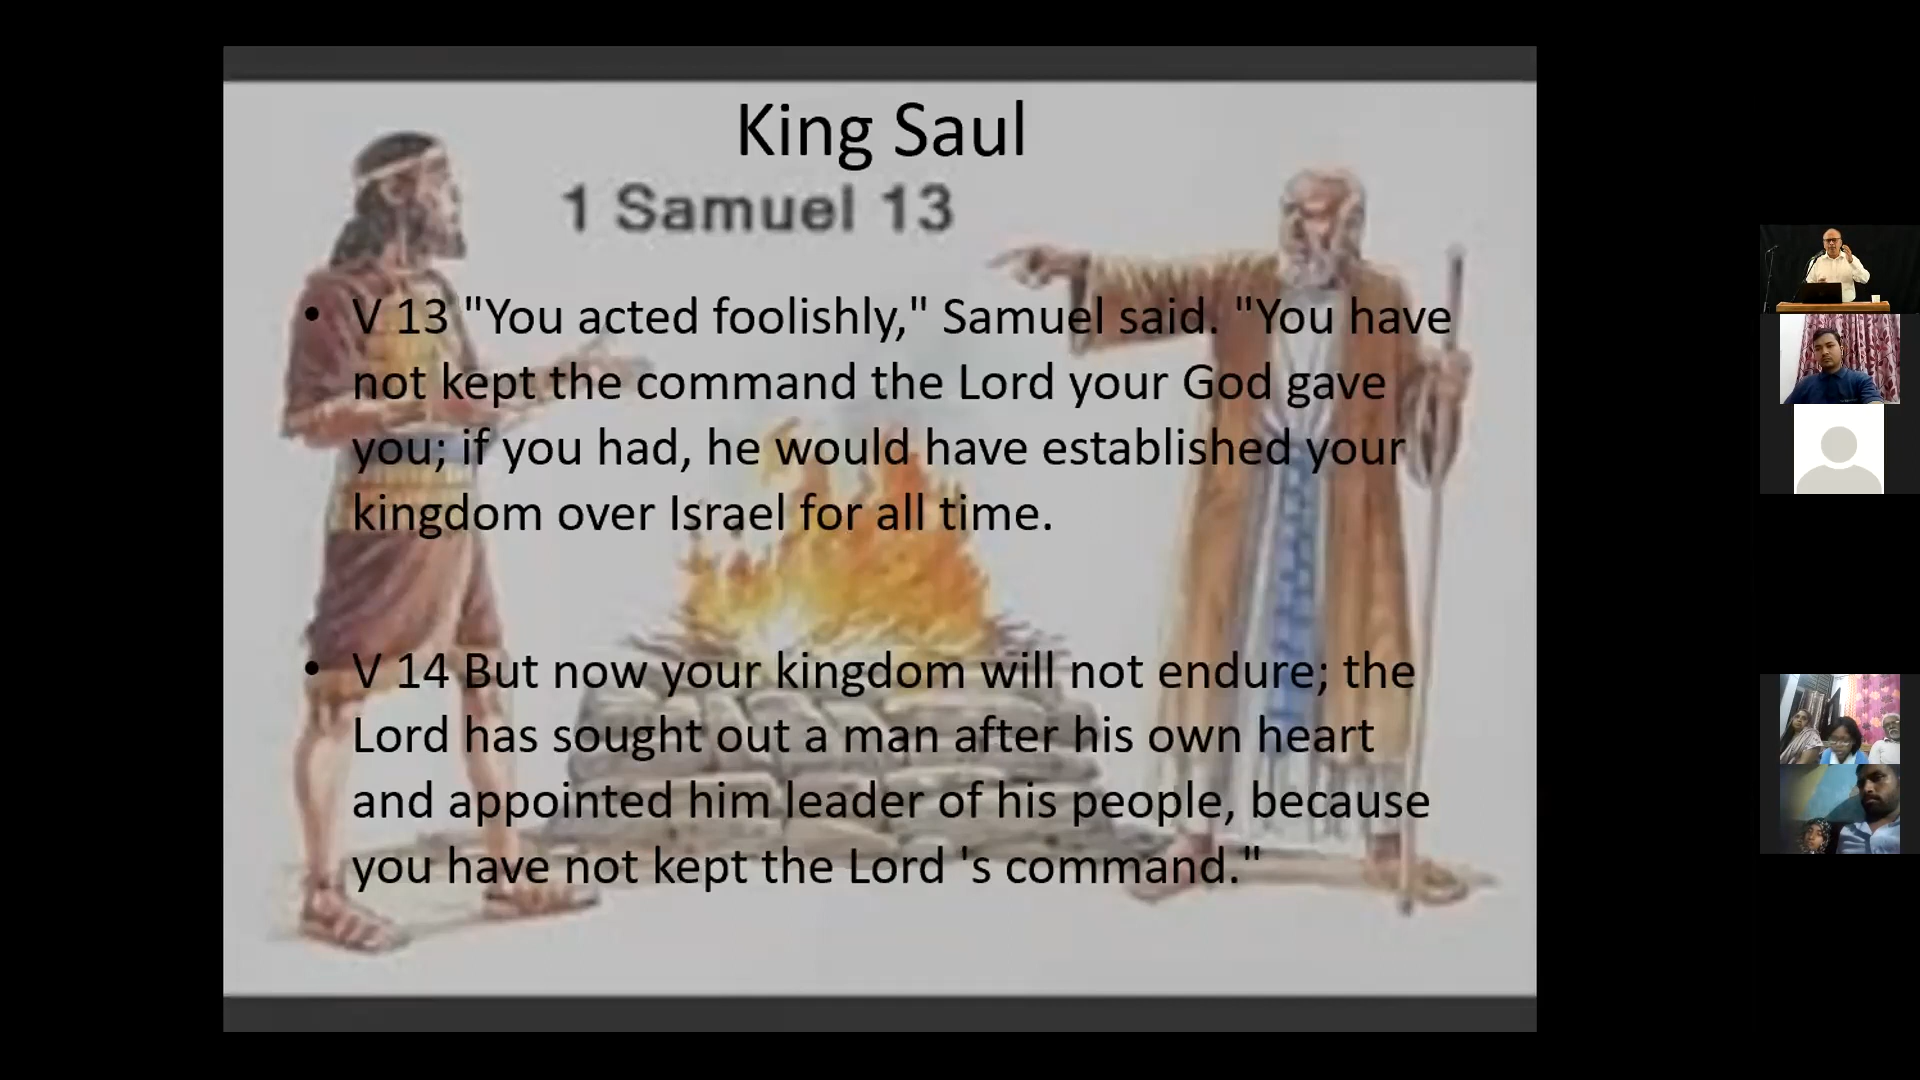 King Saul
1 Samuel 13
• V 13 "You acted foolishly," Samuel said. "You have
not kept the command the Lord your God gave
you; if you had, he would have established your
kingdom over Israel for all time.
• V 14 But now your kingdom will not endure; the
Lord has sought out a man after his own heart
and appointed him leader of his people, because
you have not kept the Lord 's command."